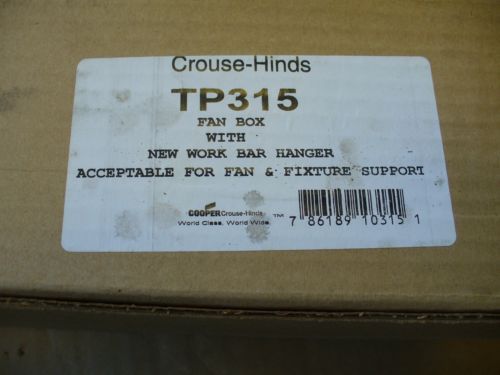 Crouse-Hinds
TP315
FAN BOX
WITH
NEW WORK BAR HANGER
ACCEPTABLE FOR FAN & FIXTURE SUPPORT
COOPER Crouse-Hinds
World Class. World Wide.
™
7 86189 10315 1